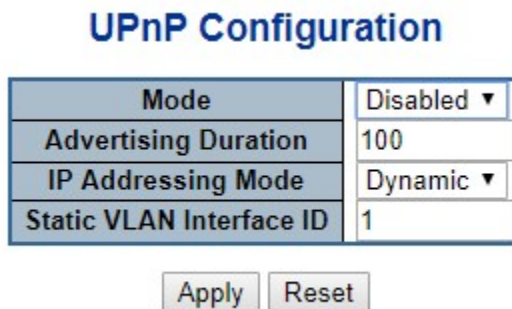 UPnP Configuration
Mode Disabled
Advertising Duration 100
IP Addressing Mode Dynamic
Static VLAN Interface ID 1
Apply Reset